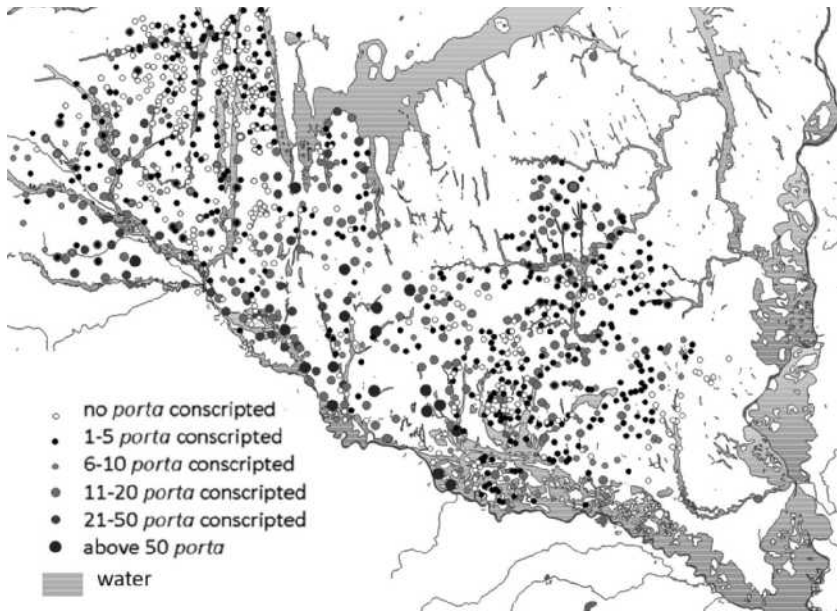 no porta conscripted
1-5 porta conscripted
6-10 porta conscripted
11-20 porta conscripted
21-50 porta conscripted
above 50 porta
water